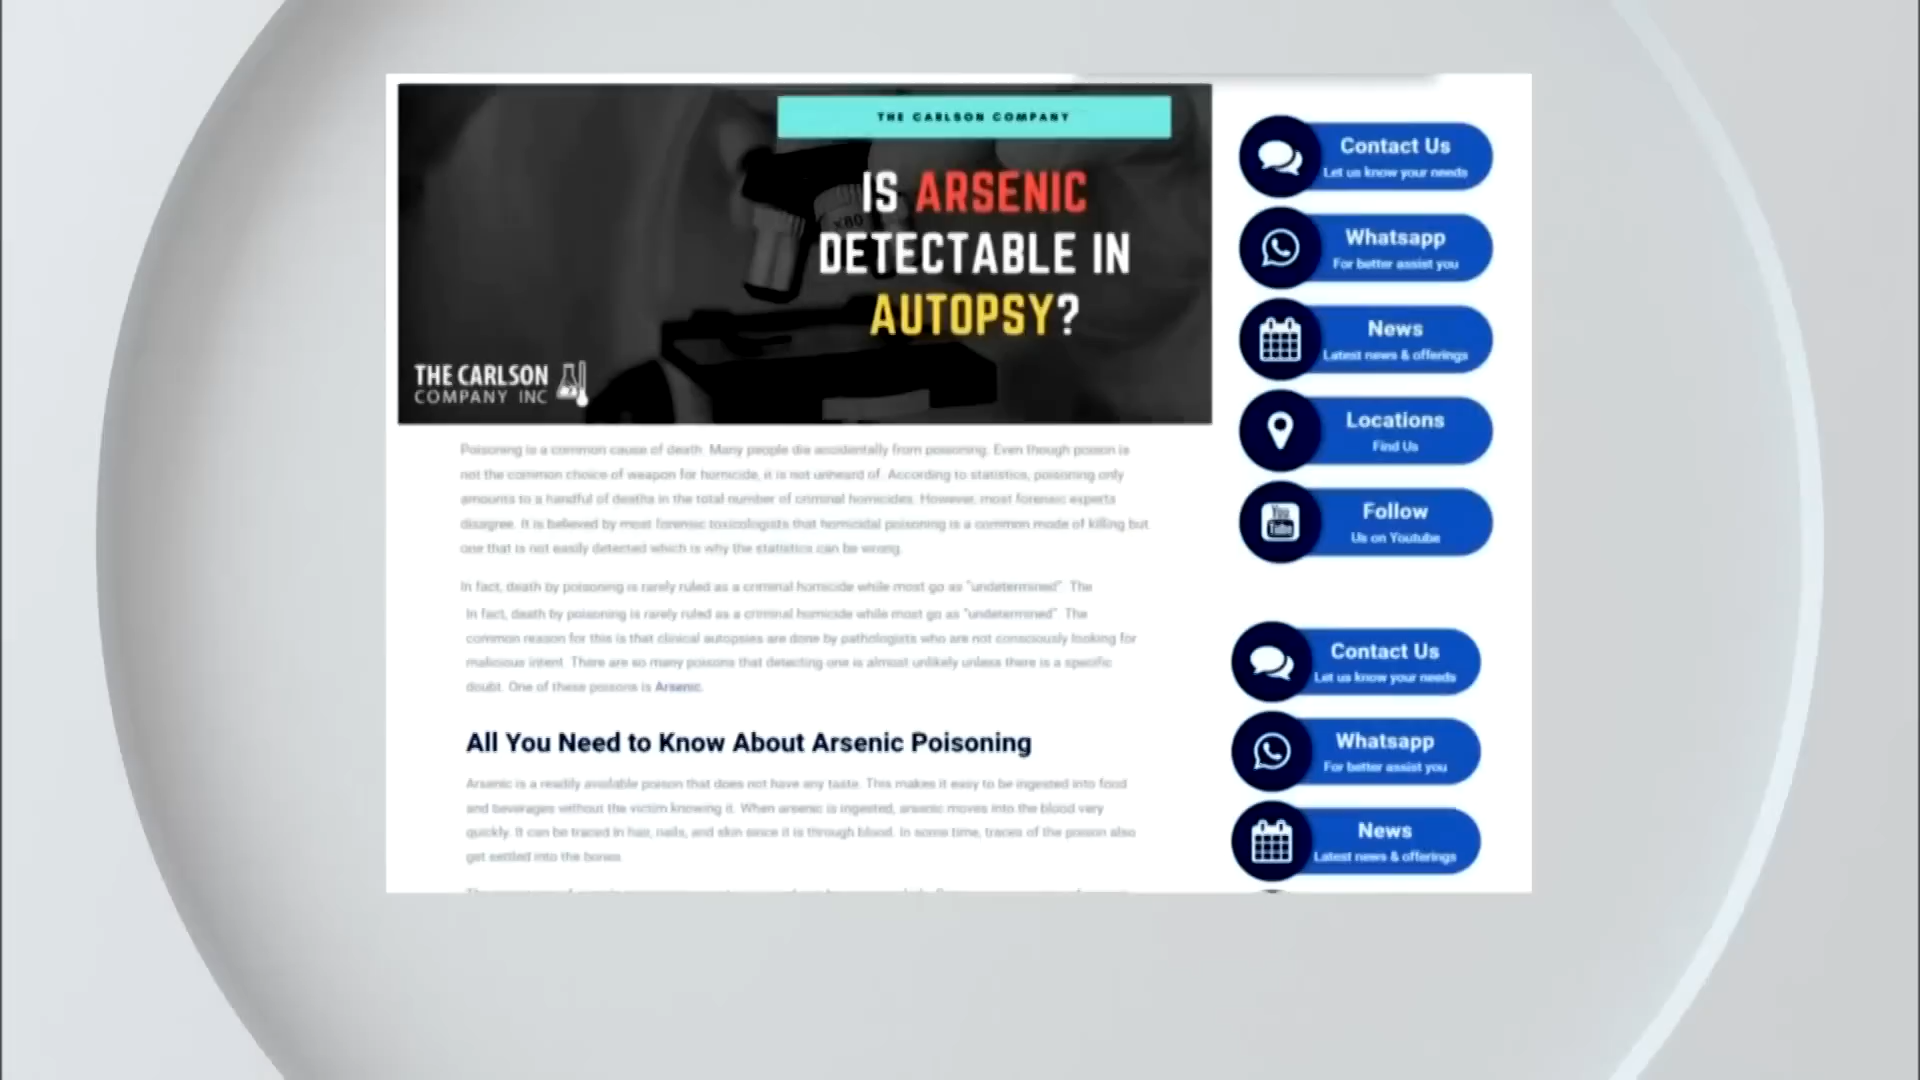 THE CARLSON COMPANY
IS ARSENIC
DETECTABLE IN
AUTOPSY?
THE CARLSON
COMPANY INC
Poisoning is a common cause of death. Many people die accidentally from poisoning. Even though poison is
not the common choice of weapon for homicide, it is not unheard of. According to statistics, poisoning only
amounts to a handful of deaths in the total number of criminal homicides. However, most forensic experts
disagree. It is believed by most forensic toxicologists that homicidal poisoning is a common mode of killing but
one that is not easily detected which is why the statistics can be wrong.
In fact, death by poisoning is rarely ruled as a criminal homicide while most go as "undetermined". The
In fact, death by poisoning is rarely ruled as a criminal homicide while most go as "undetermined". The
common reason for this is that clinical autopsies are done by pathologists who are not consciously looking for
malicious intent. There are so many poisons that detecting one is almost unlikely unless there is a specific
doubt. One of these poisons is Arsenic.
All You Need to Know About Arsenic Poisoning
Arsenic is a readily available poison that does not have any taste. This makes it easy to be ingested into food
and beverages without the victim knowing it. When arsenic is ingested, arsenic moves into the blood very
quickly. It can be traced in hair, nails, and skin since it is through blood. In some time, traces of the poison also
get settled into the bones.
Contact Us
Let us know your needs
Whatsapp
For better assist you
News
Latest news & offerings
Locations
Find Us
You
Tube
Follow
Us on Youtube
Contact Us
Let us know your needs
Whatsapp
For better assist you
News
Latest news & offerings